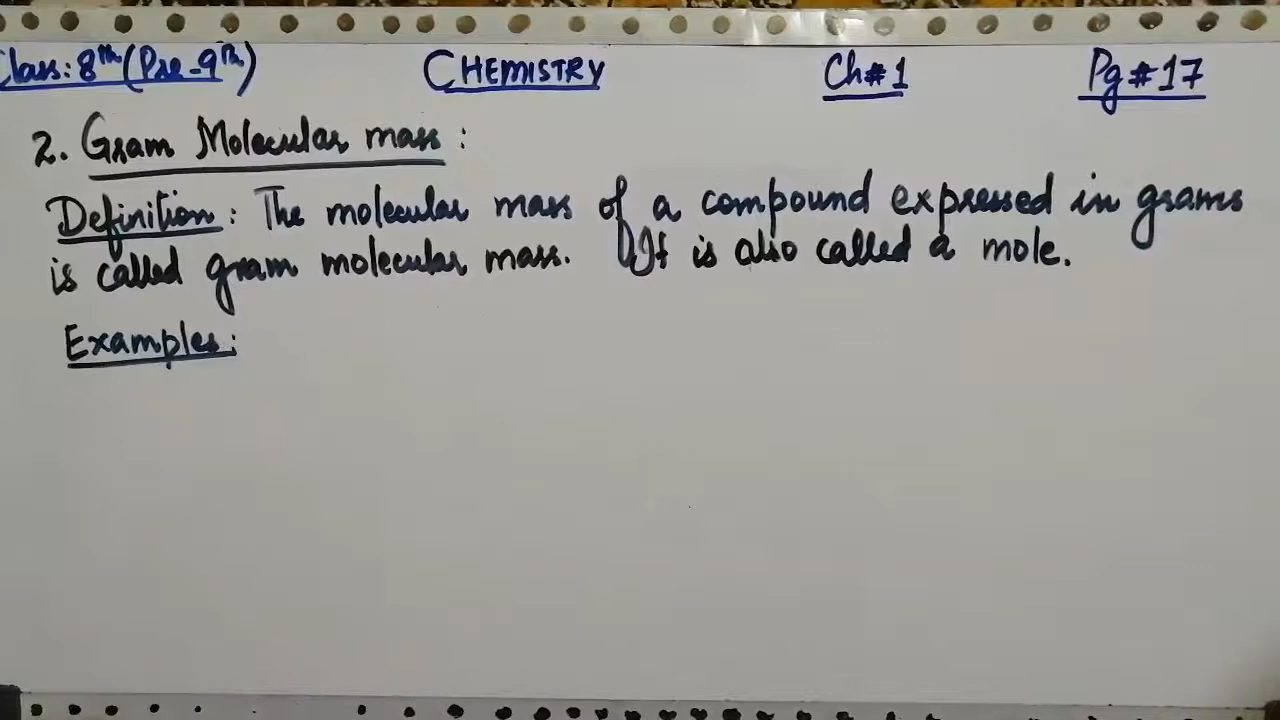 Class: 8th (Pre-9th) CHEMISTRY Ch#1 Pg#17
2. Gram Molecular mass:
Definition: The molecular mass of a compound expressed in grams
is called gram molecular mass. It is also called a mole.
Examples: